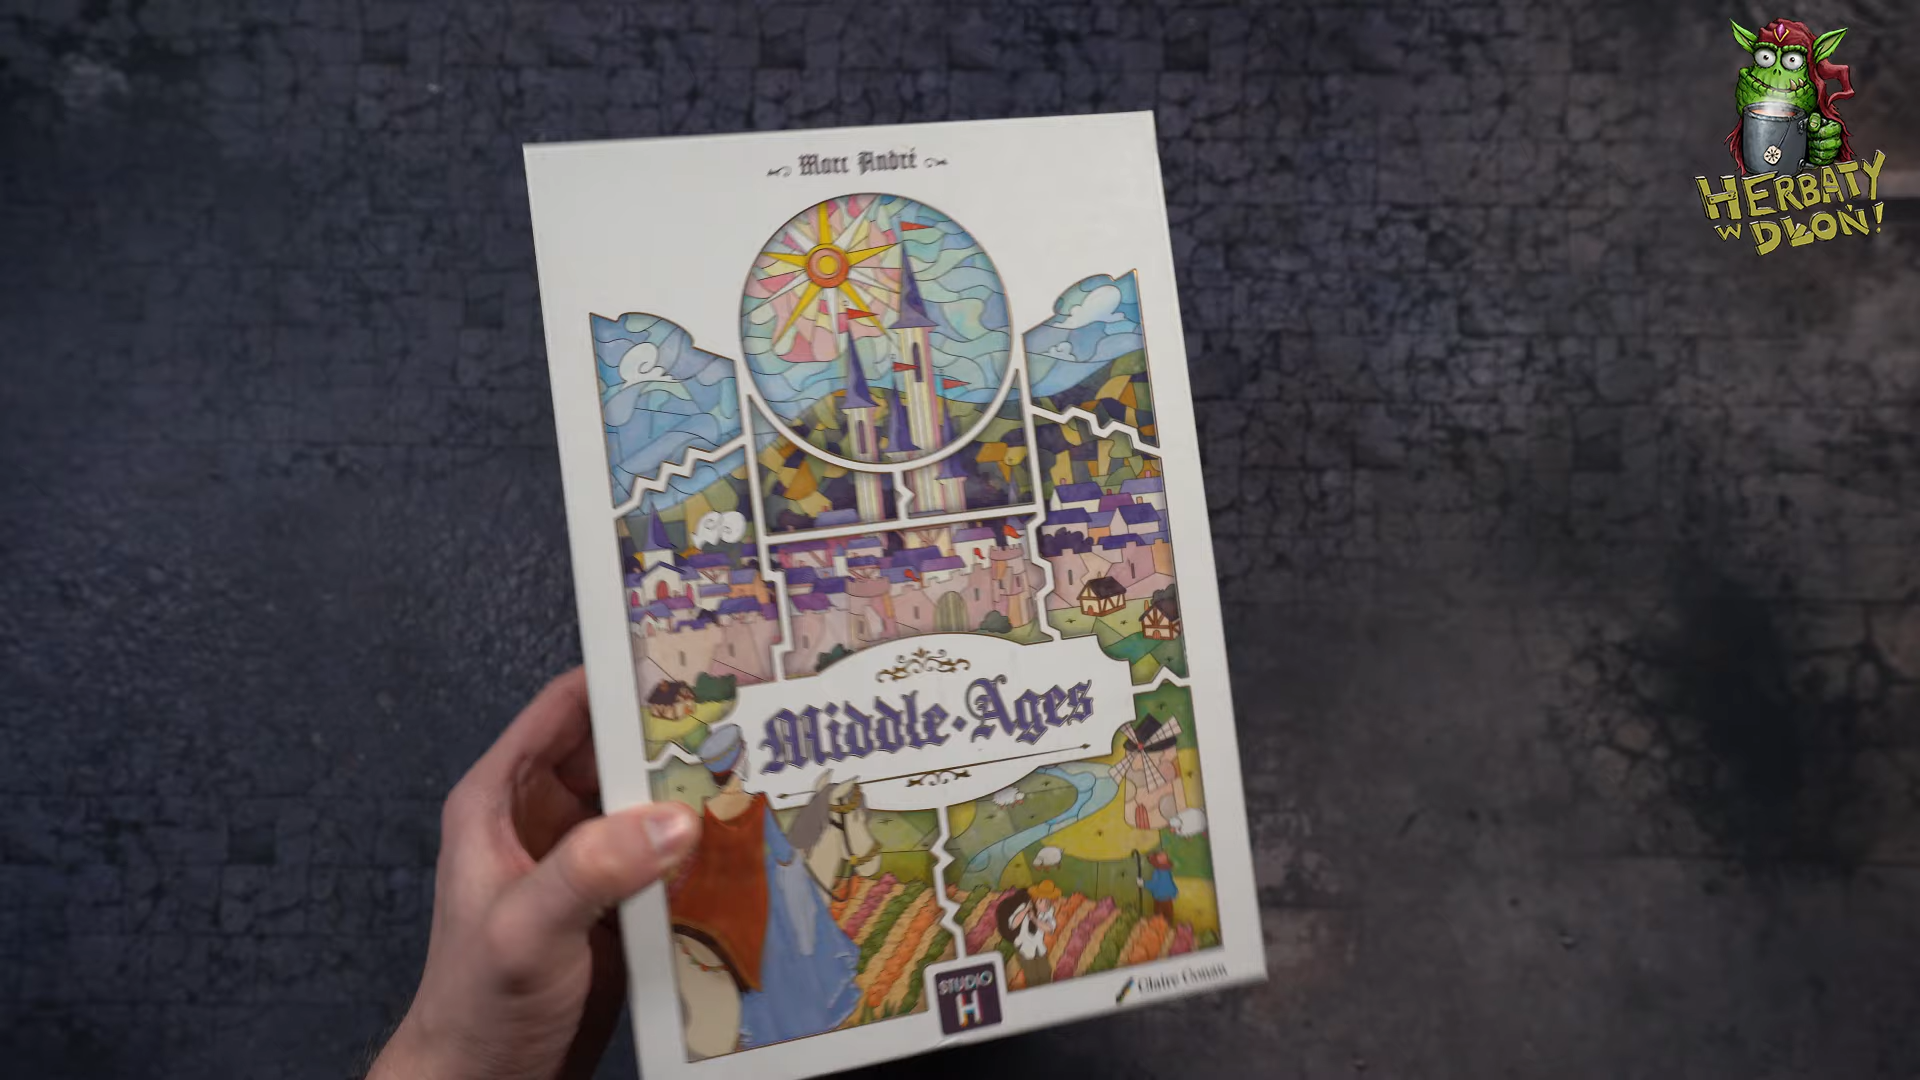 Marc André
Middle-Ages
STUDIO
H
Claire Conan
HERBATY
W DŁOŃ!